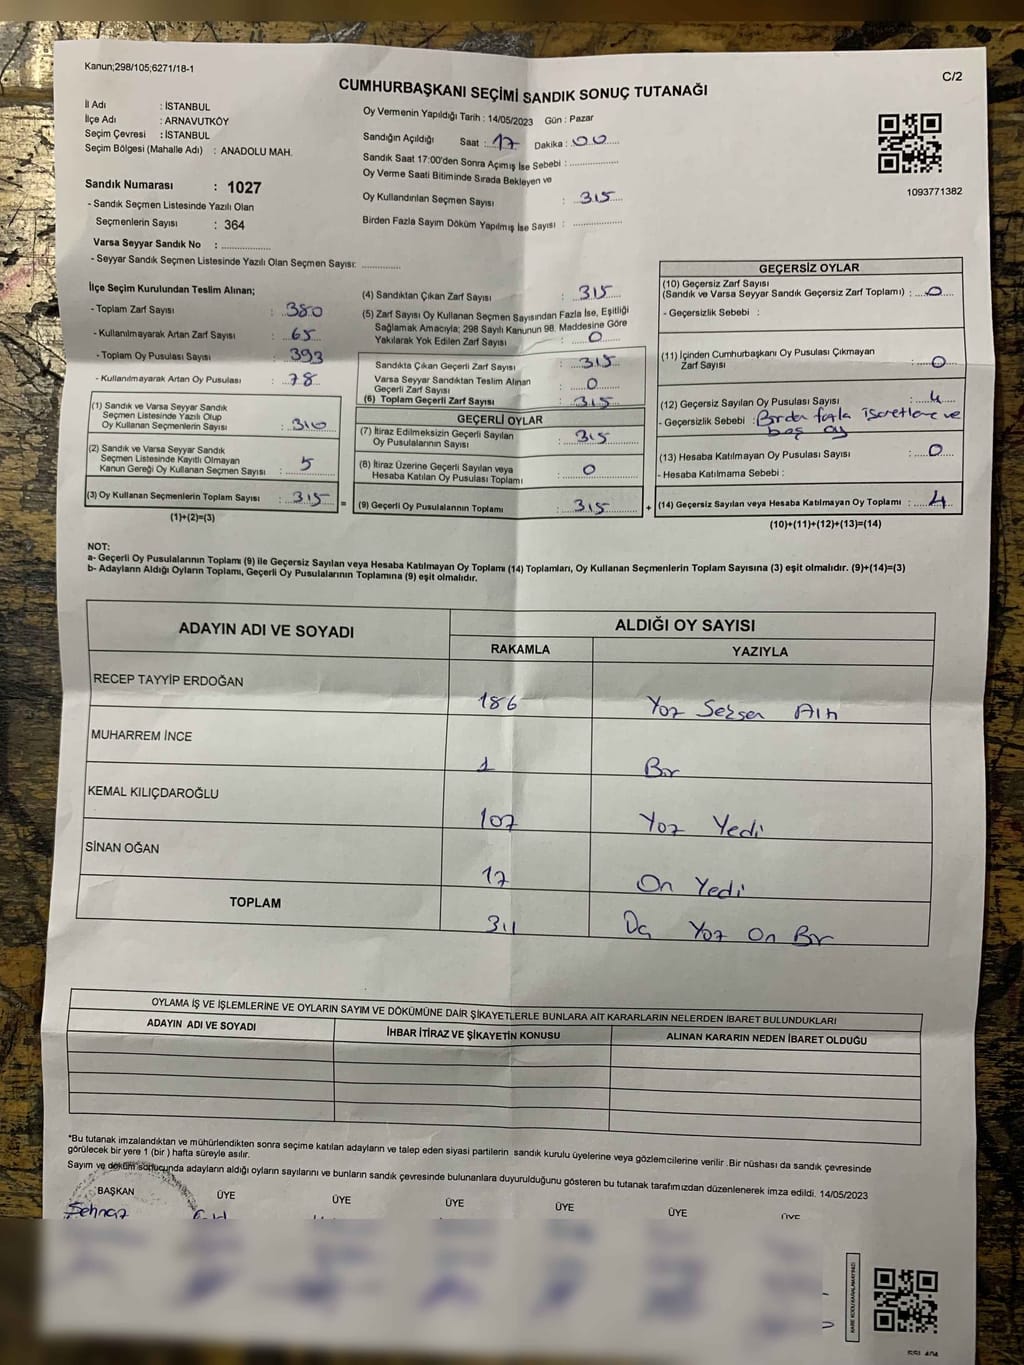 Kanun;298/105;6271/18-1
C/2
CUMHURBAŞKANI SEÇİMİ SANDIK SONUÇ TUTANAĞI
İl Adı : İSTANBUL
İlçe Adı : ARNAVUTKÖY
Seçim Çevresi : İSTANBUL
Seçim Bölgesi (Mahalle Adı) : ANADOLU MAH.
Sandık Numarası : 1027
- Sandık Seçmen Listesinde Yazılı Olan
Seçmenlerin Sayısı : 364
Varsa Seyyar Sandık No : ..............
- Seyyar Sandık Seçmen Listesinde Yazılı Olan Seçmen Sayısı: ............
Oy Vermenin Yapıldığı Tarih : 14/05/2023 Gün : Pazar
Sandığın Açıldığı Saat : 17 Dakika : 00
Sandık Saat 17:00'den Sonra Açımış İse Sebebi : ..............
Oy Verme Saati Bitiminde Sırada Bekleyen ve
Oy Kullandırılan Seçmen Sayısı : 315
Birden Fazla Sayım Döküm Yapılmış İse Sayısı : ..............
1093771382
İlçe Seçim Kurulundan Teslim Alınan;
- Toplam Zarf Sayısı : 380
- Kullanılmayarak Artan Zarf Sayısı : 65
- Toplam Oy Pusulası Sayısı : 393
- Kullanılmayarak Artan Oy Pusulası : 78
(1) Sandık ve Varsa Seyyar Sandık
Seçmen Listesinde Yazılı Olup
Oy Kullanan Seçmenlerin Sayısı : 310
(2) Sandık ve Varsa Seyyar Sandık
Seçmen Listesinde Kayıtlı Olmayan
Kanun Gereği Oy Kullanan Seçmen Sayısı : 5
(3) Oy Kullanan Seçmenlerin Toplam Sayısı : 315 =
(1)+(2)=(3)
(4) Sandıktan Çıkan Zarf Sayısı : 315
(5) Zarf Sayısı Oy Kullanan Seçmen Sayısından Fazla İse, Eşitliği
Sağlamak Amacıyla; 298 Sayılı Kanunun 98. Maddesine Göre
Yakılarak Yok Edilen Zarf Sayısı : 0
Sandıkta Çıkan Geçerli Zarf Sayısı : 315
Varsa Seyyar Sandıktan Teslim Alınan
Geçerli Zarf Sayısı : 0
(6) Toplam Geçerli Zarf Sayısı : 315
GEÇERLİ OYLAR
(7) İtiraz Edilmeksizin Geçerli Sayılan
Oy Pusulalarının Sayısı : 315
(8) İtiraz Üzerine Geçerli Sayılan veya
Hesaba Katılan Oy Pusulası Toplamı : 0
(9) Geçerli Oy Pusulalarının Toplamı : 315 +
GEÇERSİZ OYLAR
(10) Geçersiz Zarf Sayısı
(Sandık ve Varsa Seyyar Sandık Geçersiz Zarf Toplamı) : 0
- Geçersizlik Sebebi :
(11) İçinden Cumhurbaşkanı Oy Pusulası Çıkmayan
Zarf Sayısı : 0
(12) Geçersiz Sayılan Oy Pusulası Sayısı : 4
- Geçersizlik Sebebi : Birden fazla işaretleme ve
boş oy
(13) Hesaba Katılmayan Oy Pusulası Sayısı : 0
- Hesaba Katılmama Sebebi :
(14) Geçersiz Sayılan veya Hesaba Katılmayan Oy Toplamı : 4
(10)+(11)+(12)+(13)=(14)
NOT:
a- Geçerli Oy Pusulalarının Toplamı (9) ile Geçersiz Sayılan veya Hesaba Katılmayan Oy Toplamı (14) Toplamları, Oy Kullanan Seçmenlerin Toplam Sayısına (3) eşit olmalıdır. (9)+(14)=(3)
b- Adayların Aldığı Oyların Toplamı, Geçerli Oy Pusulalarının Toplamına (9) eşit olmalıdır.
ADAYIN ADI VE SOYADI
ALDIĞI OY SAYISI
RAKAMLA YAZIYLA
RECEP TAYYİP ERDOĞAN 186 Yüz Seksen Altı
MUHARREM İNCE 1 Bir
KEMAL KILIÇDAROĞLU 107 Yüz Yedi
SİNAN OĞAN 17 On Yedi
TOPLAM 311 Üç Yüz On Bir
OYLAMA İŞ VE İŞLEMLERİNE VE OYLARIN SAYIM VE DÖKÜMÜNE DAİR ŞİKAYETLERLE BUNLARA AİT KARARLARIN NELERDEN İBARET BULUNDUKLARI
ADAYIN ADI VE SOYADI İHBAR İTİRAZ VE ŞİKAYETİN KONUSU ALINAN KARARIN NEDEN İBARET OLDUĞU
*Bu tutanak imzalandıktan ve mühürlendikten sonra seçime katılan adayların ve talep eden siyasi partilerin sandık kurulu üyelerine veya gözlemcilerine verilir .Bir nüshası da sandık çevresinde
görülecek bir yere 1 (bir ) hafta süreyle asılır.
Sayım ve döküm sonucunda adayların aldığı oyların sayılarını ve bunların sandık çevresinde bulunanlara duyurulduğunu gösteren bu tutanak tarafımızdan düzenlenerek imza edildi. 14/05/2023
BAŞKAN ÜYE ÜYE ÜYE ÜYE ÜYE ÜYE
Şehnaz